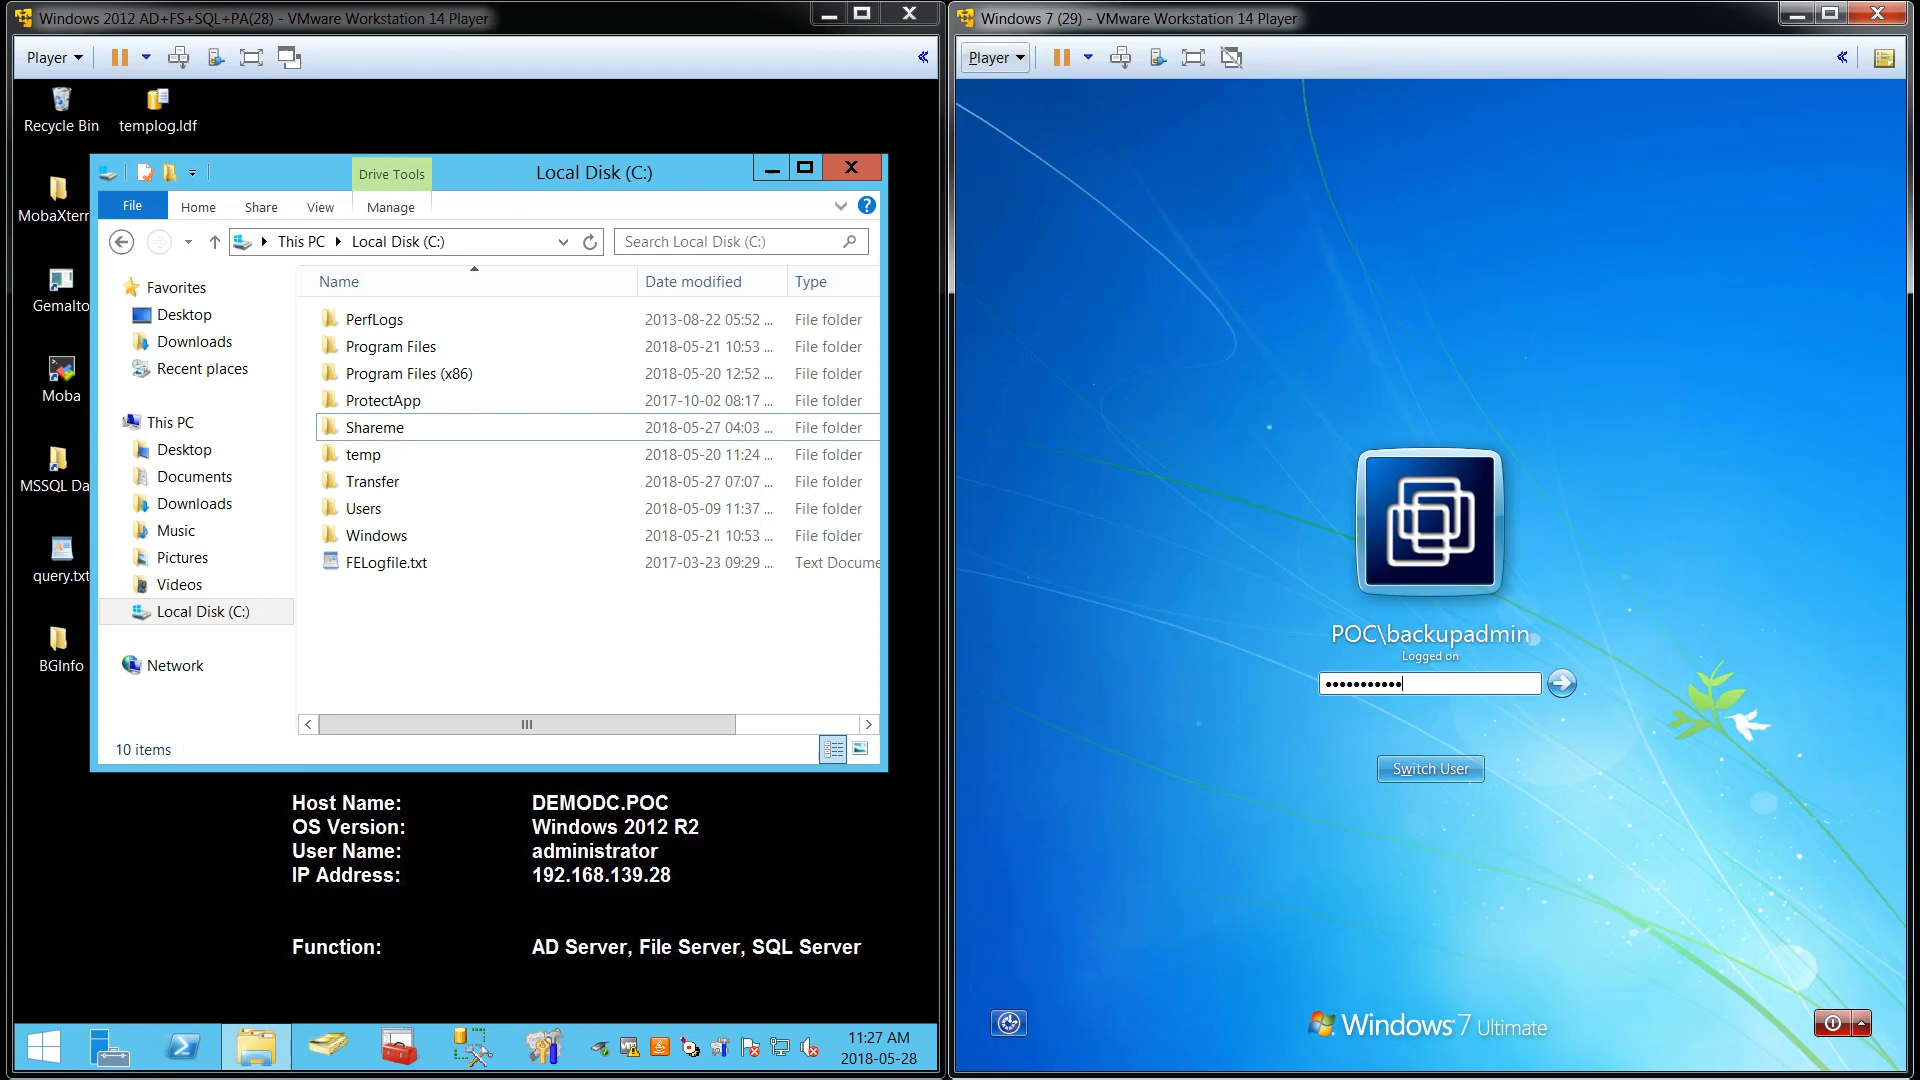 Windows 2012 AD+FS+SQL+PA(28) - VMware Workstation 14 Player
Player
Recycle Bin
templog.ldf
MobaXterr
Gemalto
Moba
MSSQL Da
query.txt
BGInfo
Drive Tools
Local Disk (C:)
File
Home
Share
View
Manage
This PC
Local Disk (C:)
Search Local Disk (C:)
Favorites
Desktop
Downloads
Recent places
This PC
Desktop
Documents
Downloads
Music
Pictures
Videos
Local Disk (C:)
Network
Name Date modified Type
PerfLogs 2013-08-22 05:52 ... File folder
Program Files 2018-05-21 10:53 ... File folder
Program Files (x86) 2018-05-20 12:52 ... File folder
ProtectApp 2017-10-02 08:17 ... File folder
Shareme 2018-05-27 04:03 ... File folder
temp 2018-05-20 11:24 ... File folder
Transfer 2018-05-27 07:07 ... File folder
Users 2018-05-09 11:37 ... File folder
Windows 2018-05-21 10:53 ... File folder
FELogfile.txt 2017-03-23 09:29 ... Text Docume
10 items
Host Name: DEMODC.POC
OS Version: Windows 2012 R2
User Name: administrator
IP Address: 192.168.139.28
Function: AD Server, File Server, SQL Server
11:27 AM
2018-05-28
Windows 7 (29) - VMware Workstation 14 Player
Player
POC\backupadmin
Logged on
Switch User
Windows 7 Ultimate